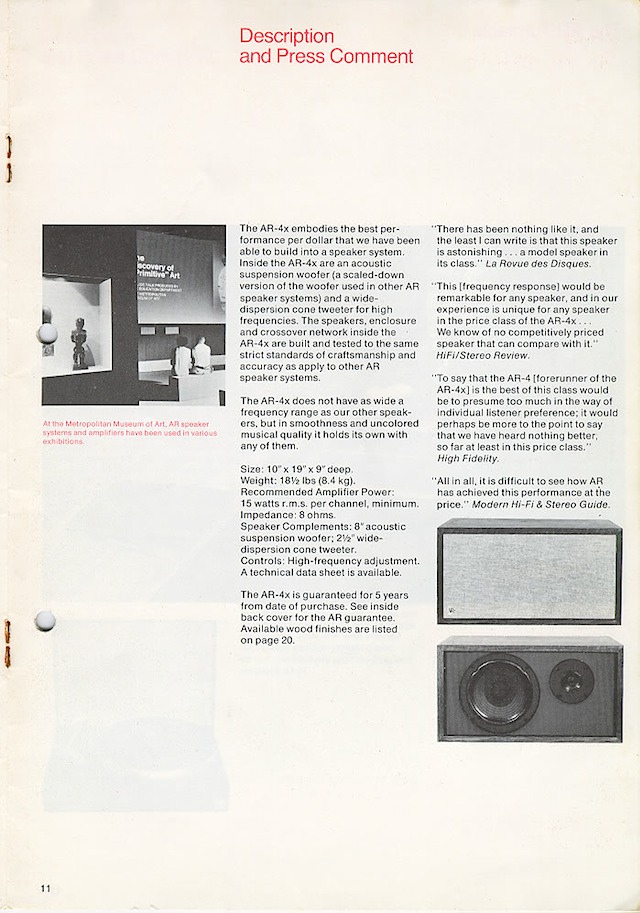 Description
and Press Comment
he
ecovery of
Primitive" Art
At the Metropolitan Museum of Art, AR speaker
systems and amplifiers have been used in various
exhibitions.
The AR-4x embodies the best per-
formance per dollar that we have been
able to build into a speaker system.
Inside the AR-4x are an acoustic
suspension woofer (a scaled-down
version of the woofer used in other AR
speaker systems) and a wide-
dispersion cone tweeter for high
frequencies. The speakers, enclosure
and crossover network inside the
AR-4x are built and tested to the same
strict standards of craftsmanship and
accuracy as apply to other AR
speaker systems.
The AR-4x does not have as wide a
frequency range as our other speak-
ers, but in smoothness and uncolored
musical quality it holds its own with
any of them.
Size: 10" x 19" x 9" deep.
Weight: 18½ lbs (8.4 kg).
Recommended Amplifier Power:
15 watts r.m.s. per channel, minimum.
Impedance: 8 ohms.
Speaker Complements: 8" acoustic
suspension woofer; 2½" wide-
dispersion cone tweeter.
Controls: High-frequency adjustment.
A technical data sheet is available.
The AR-4x is guaranteed for 5 years
from date of purchase. See inside
back cover for the AR guarantee.
Available wood finishes are listed
on page 20.
"There has been nothing like it, and
the least I can write is that this speaker
is astonishing . . . a model speaker in
its class." La Revue des Disques.
"This [frequency response] would be
remarkable for any speaker, and in our
experience is unique for any speaker
in the price class of the AR-4x . . .
We know of no competitively priced
speaker that can compare with it."
HiFi/Stereo Review.
"To say that the AR-4 [forerunner of the
AR-4x] is the best of this class would
be to presume too much in the way of
individual listener preference; it would
perhaps be more to the point to say
that we have heard nothing better,
so far at least in this price class."
High Fidelity.
"All in all, it is difficult to see how AR
has achieved this performance at the
price." Modern Hi-Fi & Stereo Guide.
11